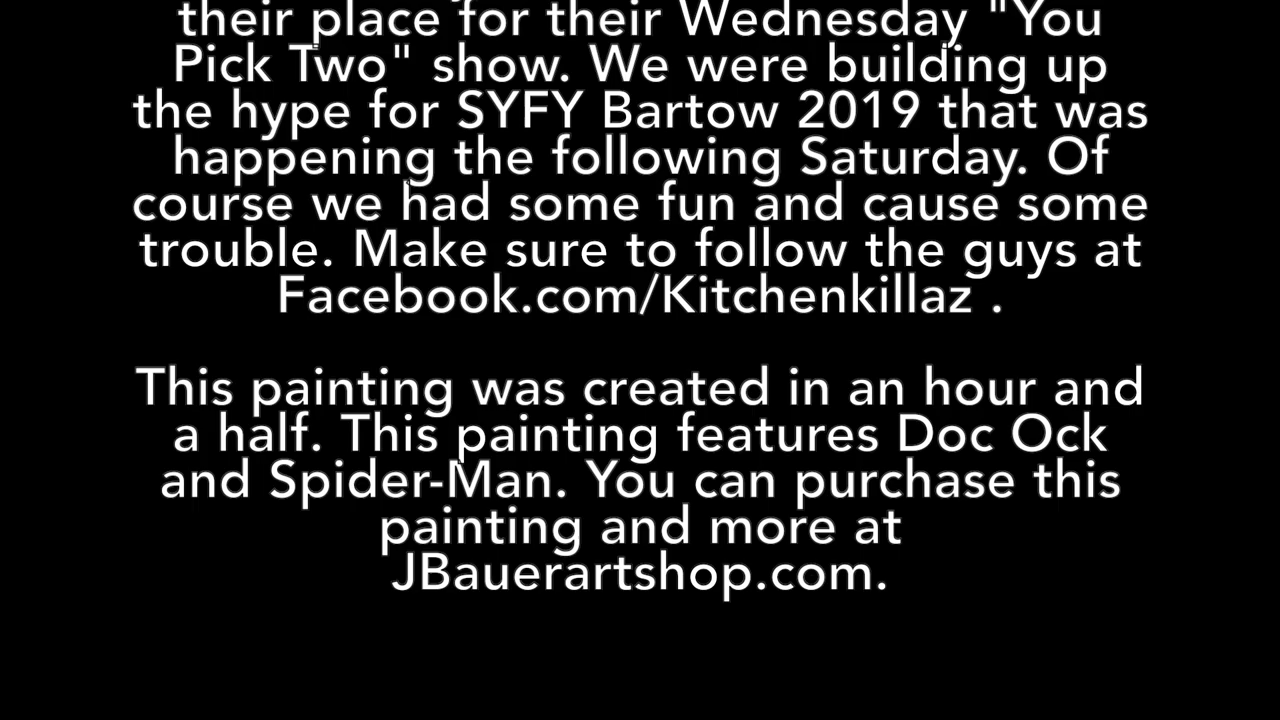 their place for their Wednesday "You
Pick Two" show. We were building up
the hype for SYFY Bartow 2019 that was
happening the following Saturday. Of
course we had some fun and cause some
trouble. Make sure to follow the guys at
Facebook.com/Kitchenkillaz .
This painting was created in an hour and
a half. This painting features Doc Ock
and Spider-Man. You can purchase this
painting and more at
JBauerartshop.com.